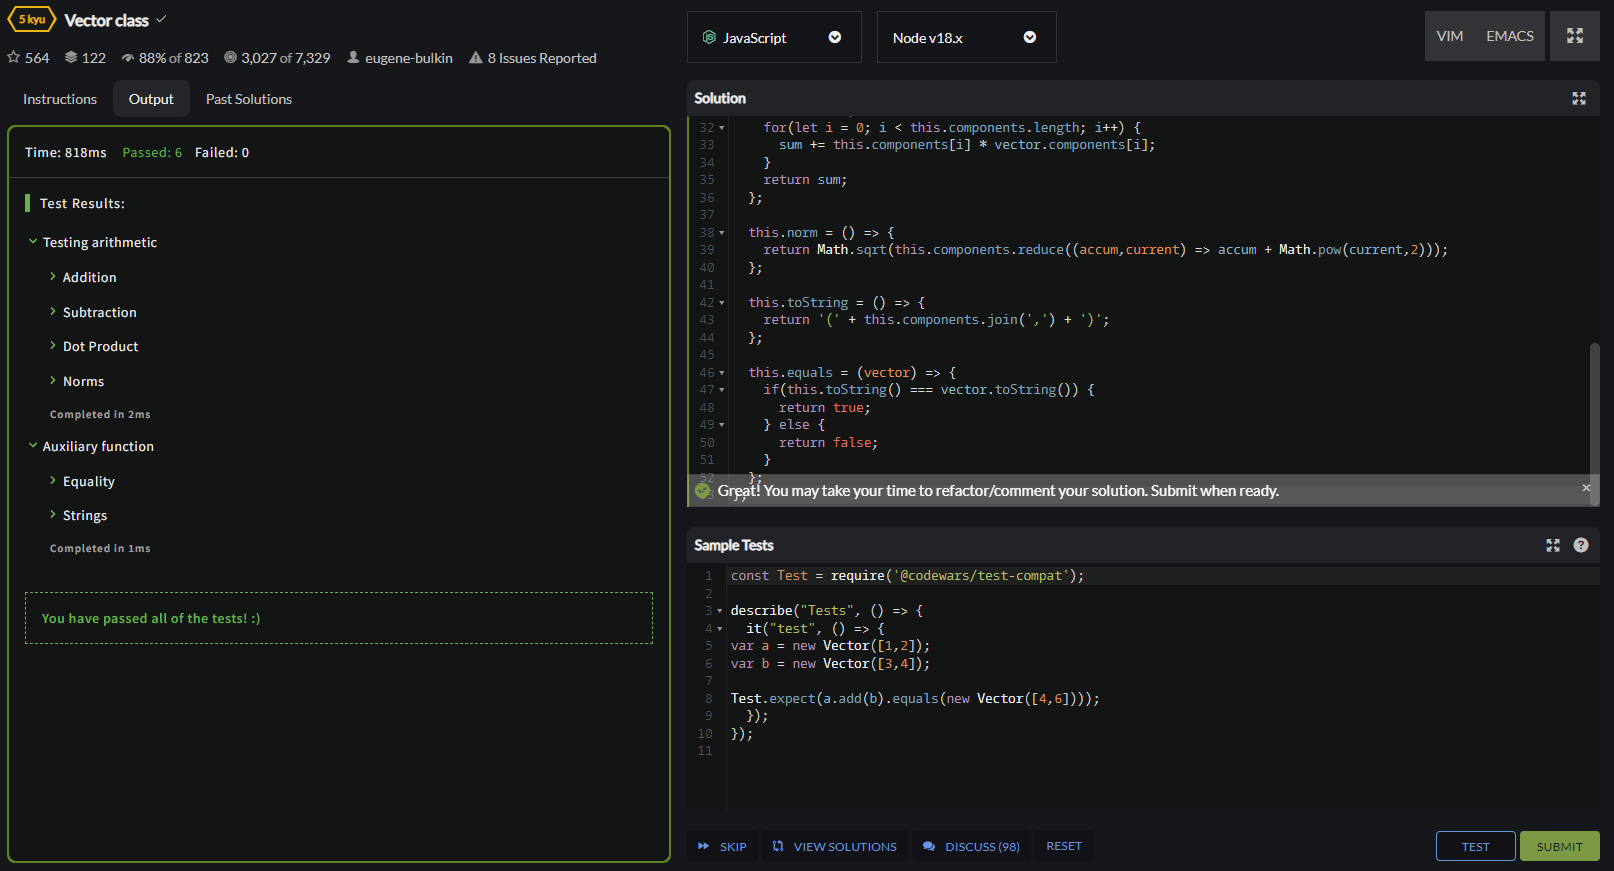 5 kyu Vector class
564 122 88% of 823 3,027 of 7,329 eugene-bulkin 8 Issues Reported
Instructions Output Past Solutions
Time: 818ms Passed: 6 Failed: 0
Test Results:
Testing arithmetic
Addition
Subtraction
Dot Product
Norms
Completed in 2ms
Auxiliary function
Equality
Strings
Completed in 1ms
You have passed all of the tests! :)
JavaScript Node v18.x VIM EMACS
Solution
32 for(let i = 0; i < this.components.length; i++) {
33 sum += this.components[i] * vector.components[i];
34 }
35 return sum;
36 };
37
38 this.norm = () => {
39 return Math.sqrt(this.components.reduce((accum,current) => accum + Math.pow(current,2)));
40 };
41
42 this.toString = () => {
43 return '(' + this.components.join(',') + ')';
44 };
45
46 this.equals = (vector) => {
47 if(this.toString() === vector.toString()) {
48 return true;
49 } else {
50 return false;
51 }
52 };
Great! You may take your time to refactor/comment your solution. Submit when ready.
Sample Tests
1 const Test = require('@codewars/test-compat');
2
3 describe("Tests", () => {
4 it("test", () => {
5 var a = new Vector([1,2]);
6 var b = new Vector([3,4]);
7
8 Test.expect(a.add(b).equals(new Vector([4,6])));
9 });
10 });
11
SKIP VIEW SOLUTIONS DISCUSS (98) RESET TEST SUBMIT